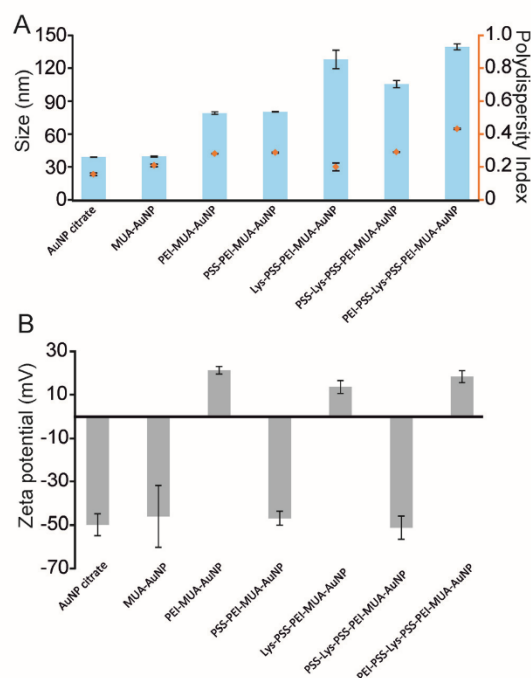 A
Size (nm)
150
120
90
60
30
0
1.0
0.8
0.6
0.4
0.2
0
Polydispersity Index
AuNP citrate
MUA-AuNP
PEI-MUA-AuNP
PSS-PEI-MUA-AuNP
Lys-PSS-PEI-MUA-AuNP
PSS-Lys-PSS-PEI-MUA-AuNP
PEI-PSS-Lys-PSS-PEI-MUA-AuNP
B
Zeta potential (mV)
30
10
-10
-30
-50
-70
AuNP citrate
MUA-AuNP
PEI-MUA-AuNP
PSS-PEI-MUA-AuNP
Lys-PSS-PEI-MUA-AuNP
PSS-Lys-PSS-PEI-MUA-AuNP
PEI-PSS-Lys-PSS-PEI-MUA-AuNP